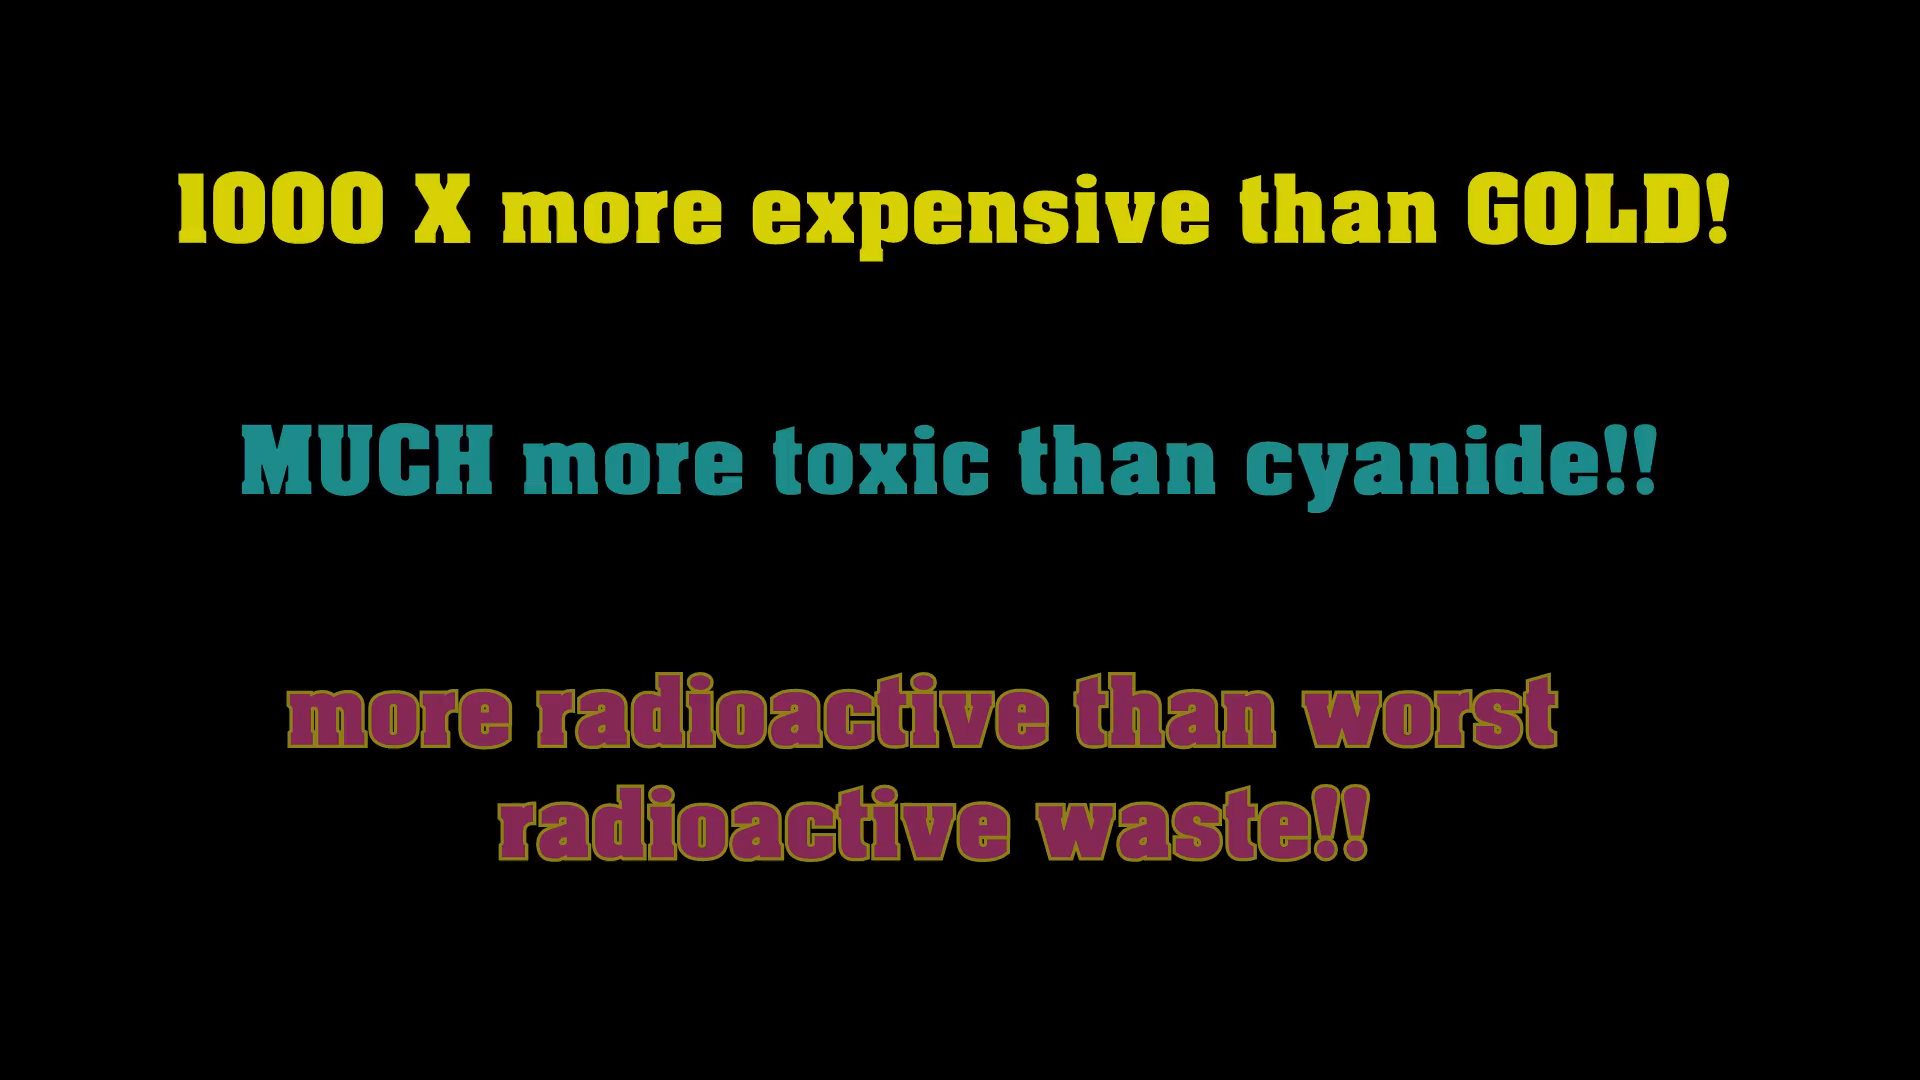 1000 X more expensive than GOLD!
MUCH more toxic than cyanide!!
more radioactive than worst
radioactive waste!!